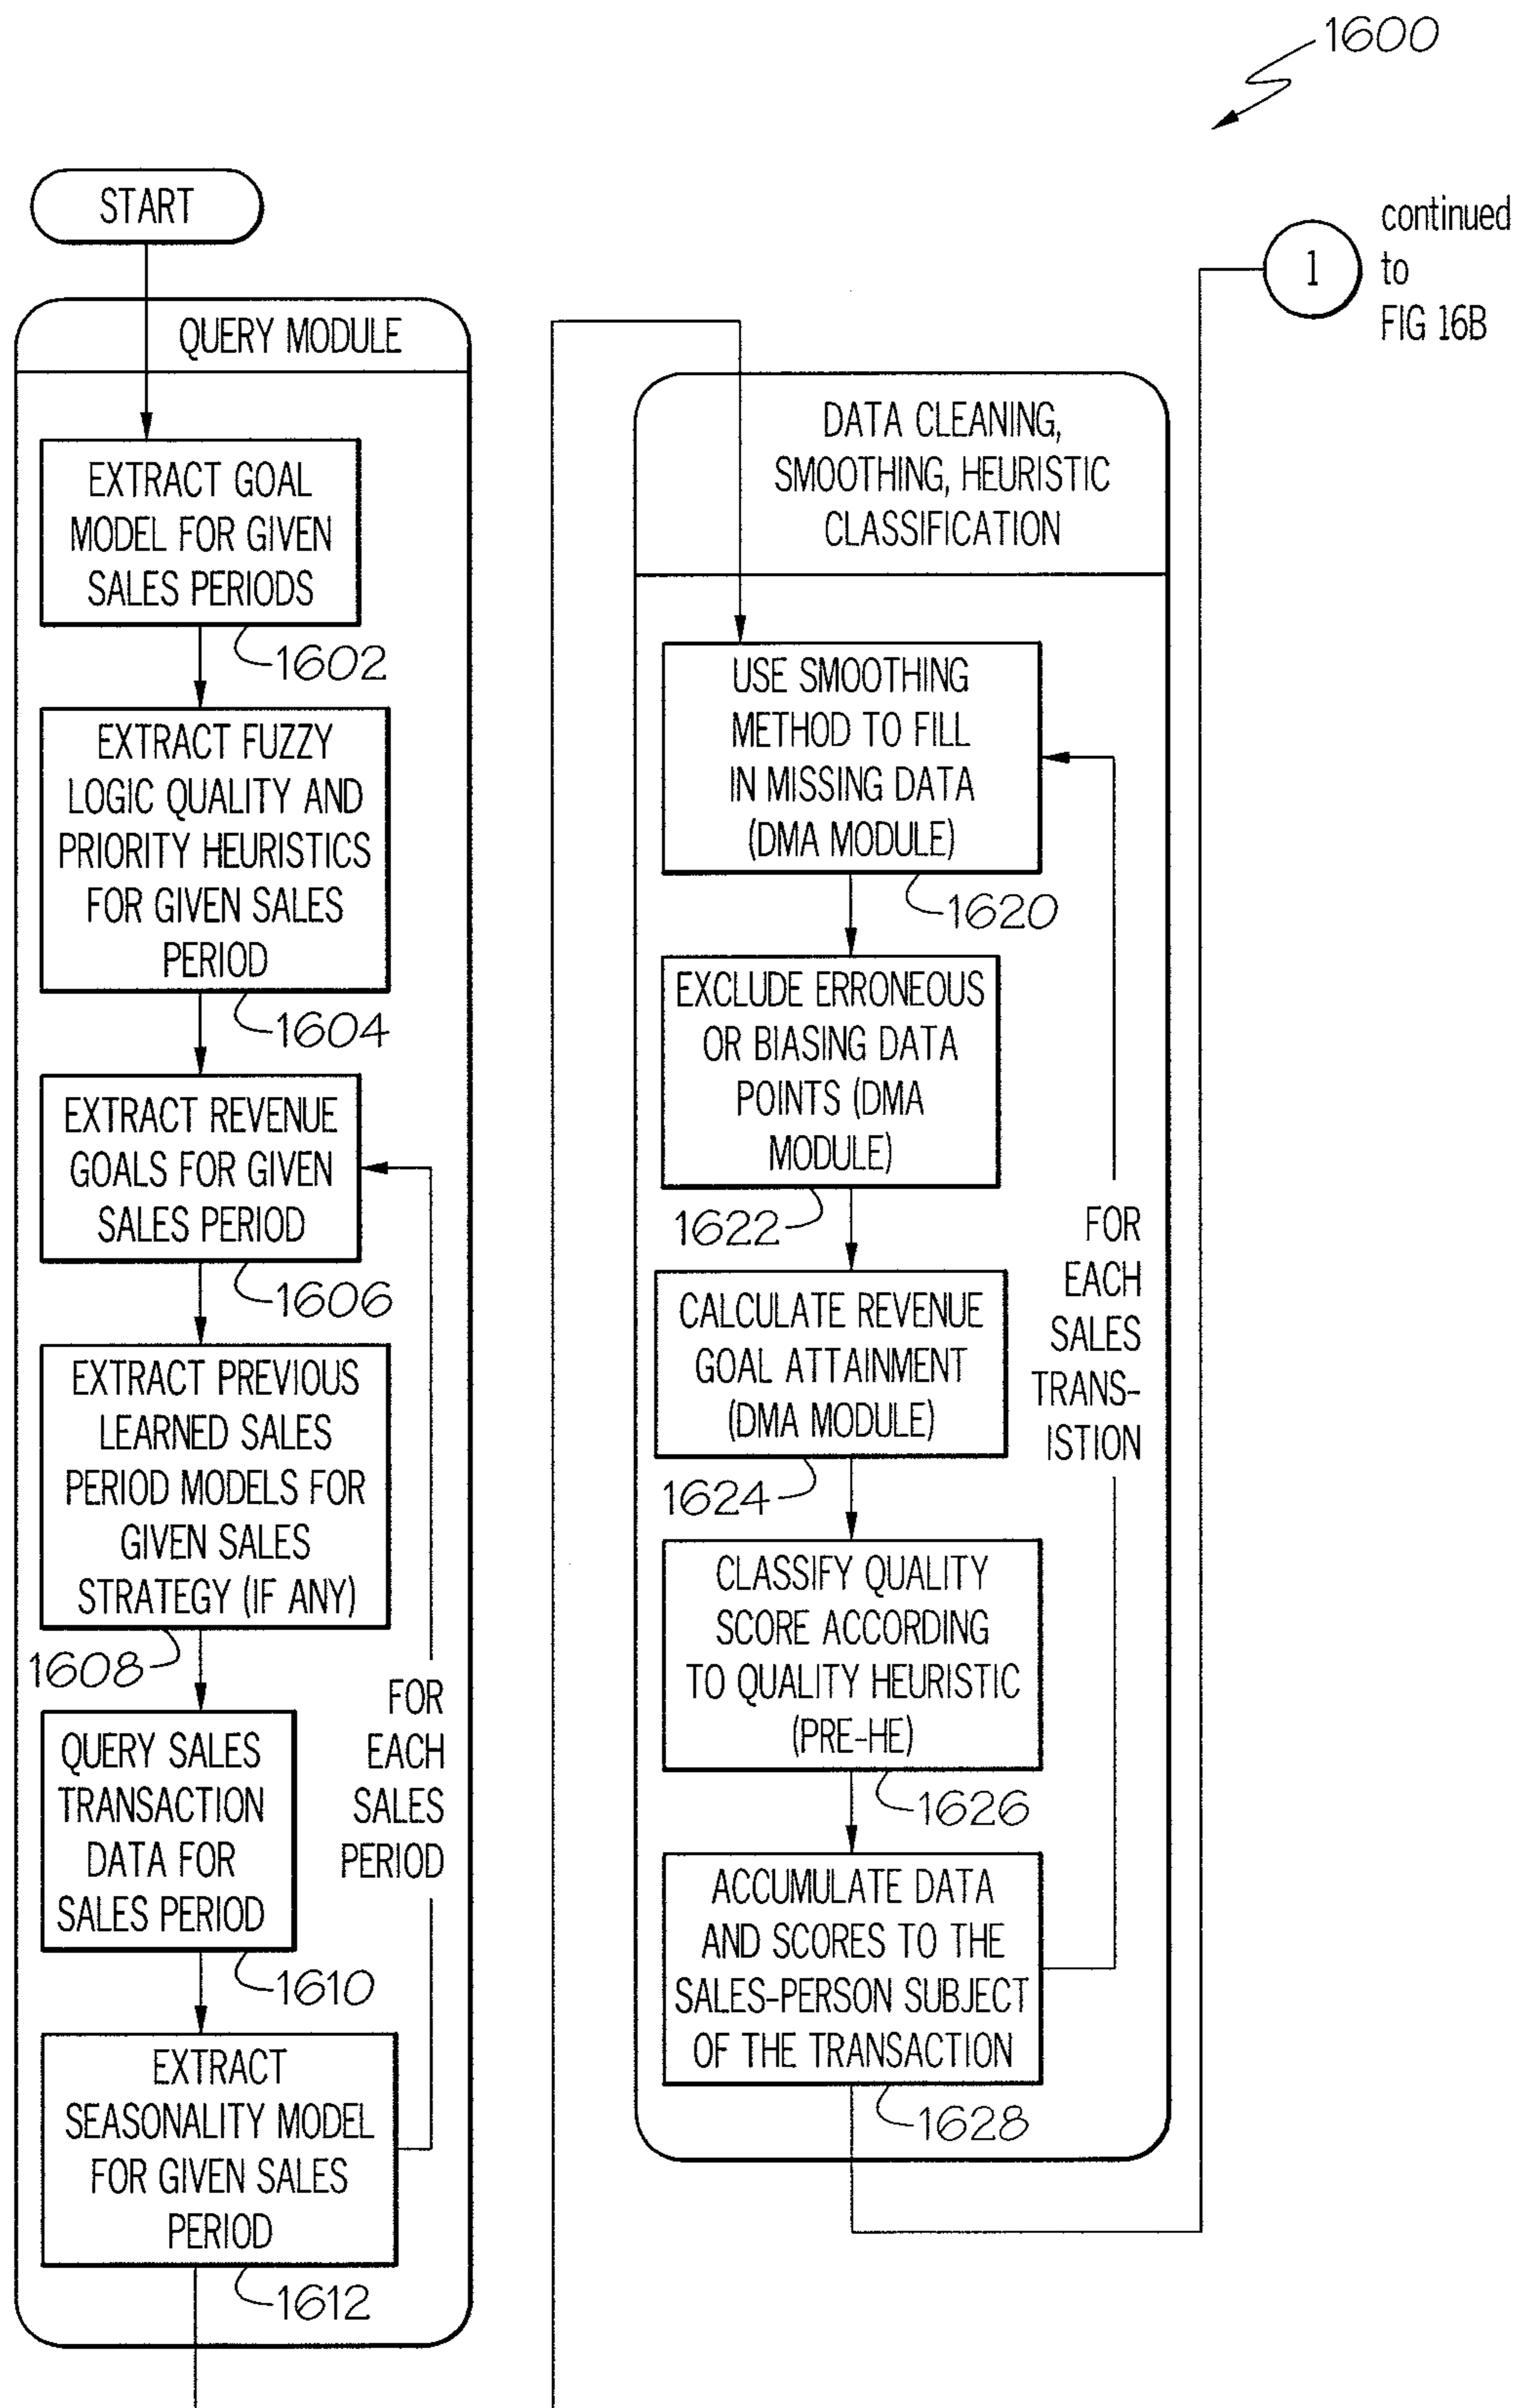 1600
START
QUERY MODULE
EXTRACT GOAL
MODEL FOR GIVEN
SALES PERIODS
1602
EXTRACT FUZZY
LOGIC QUALITY AND
PRIORITY HEURISTICS
FOR GIVEN SALES
PERIOD
1604
EXTRACT REVENUE
GOALS FOR GIVEN
SALES PERIOD
1606
EXTRACT PREVIOUS
LEARNED SALES
PERIOD MODELS FOR
GIVEN SALES
STRATEGY (IF ANY)
1608
QUERY SALES
TRANSACTION
DATA FOR
SALES PERIOD
1610
EXTRACT
SEASONALITY MODEL
FOR GIVEN SALES
PERIOD
1612
FOR
EACH
SALES
PERIOD
DATA CLEANING,
SMOOTHING, HEURISTIC
CLASSIFICATION
USE SMOOTHING
METHOD TO FILL
IN MISSING DATA
(DMA MODULE)
1620
EXCLUDE ERRONEOUS
OR BIASING DATA
POINTS (DMA
MODULE)
1622
CALCULATE REVENUE
GOAL ATTAINMENT
(DMA MODULE)
1624
CLASSIFY QUALITY
SCORE ACCORDING
TO QUALITY HEURISTIC
(PRE-HE)
1626
ACCUMULATE DATA
AND SCORES TO THE
SALES-PERSON SUBJECT
OF THE TRANSACTION
1628
FOR
EACH
SALES
TRANS-
ISTION
1
continued
to
FIG 16B